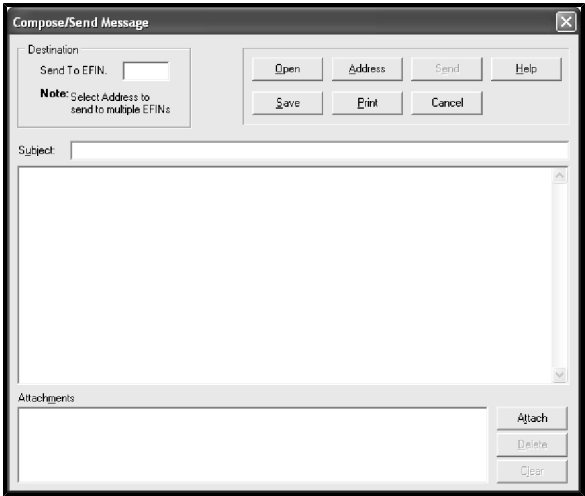 Compose/Send Message
Destination
Send To EFIN.
Note: Select Address to
send to multiple EFINs
Open Address Send Help
Save Print Cancel
Subject:
Attachments
Attach
Delete
Clear